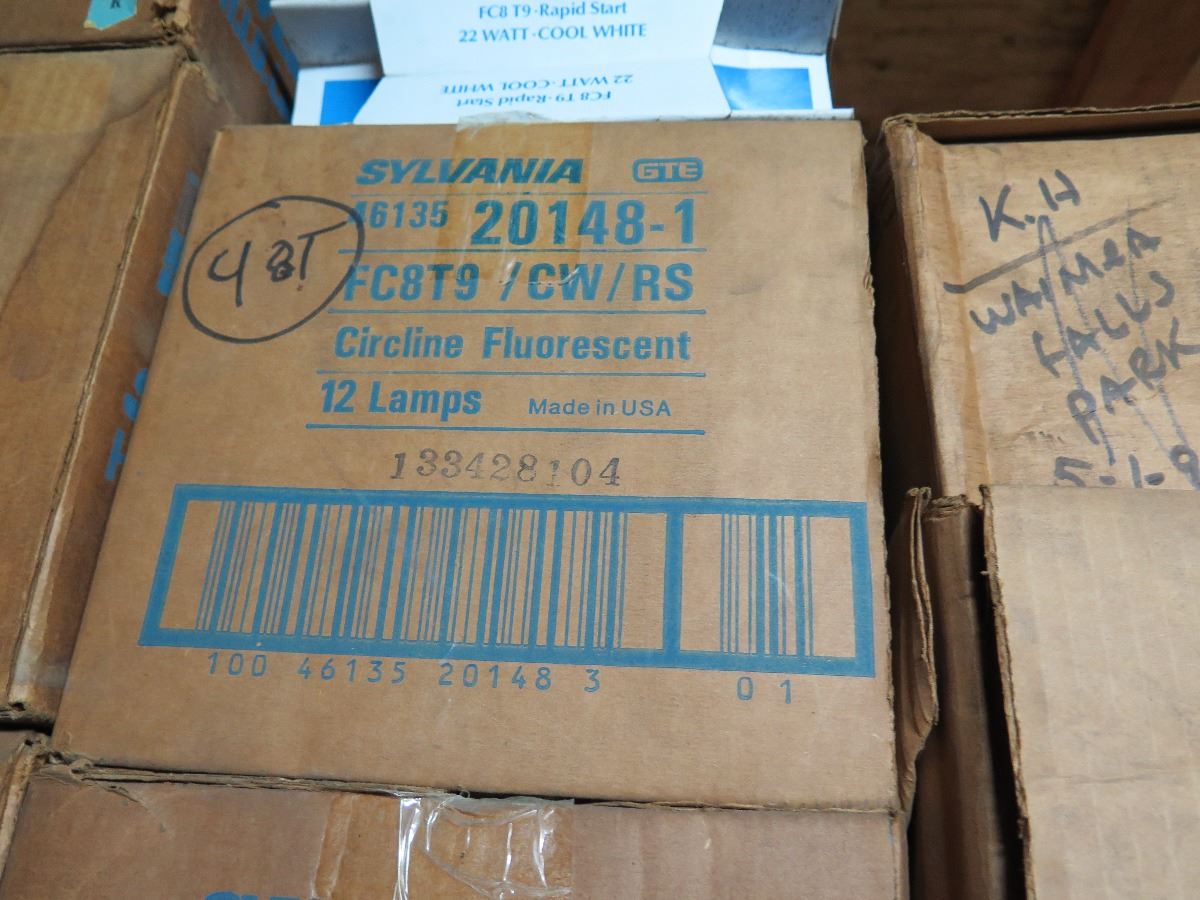 FC8 T9·Rapid Start
22 WATT·COOL WHITE
22 WATT·COOL WHITE
FC8 T9·Rapid Start
SYLVANIA GTE
46135 20148-1
FC8T9 /CW/RS
Circline Fluorescent
12 Lamps Made in USA
133428104
100 46135 20148 3 01
K.H
WAIMEA
FALLS
PARK